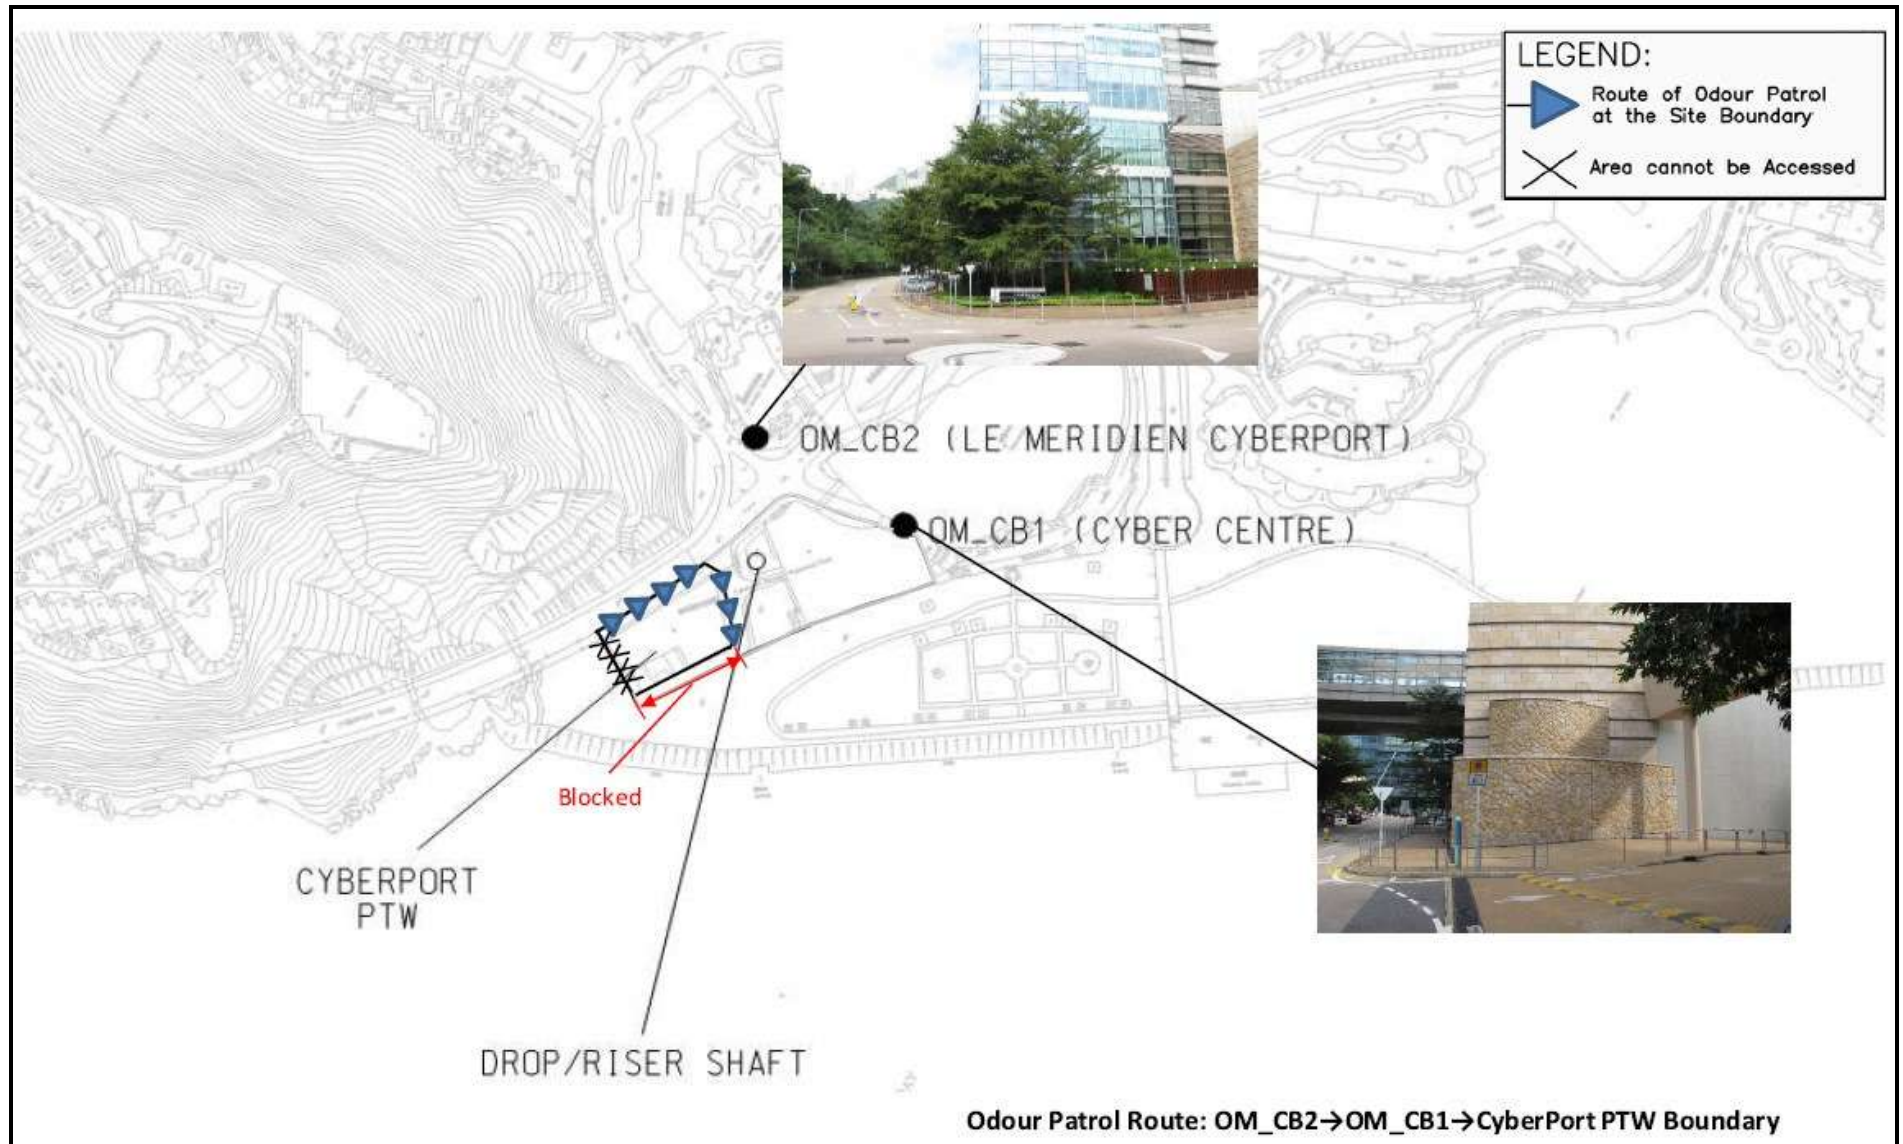 LEGEND:
Route of Odour Patrol
at the Site Boundary
Area cannot be Accessed
OM_CB2 (LE MERIDIEN CYBERPORT)
OM_CB1 (CYBER CENTRE)
Blocked
CYBERPORT
PTW
DROP/RISER SHAFT
Odour Patrol Route: OM_CB2→OM_CB1→CyberPort PTW Boundary